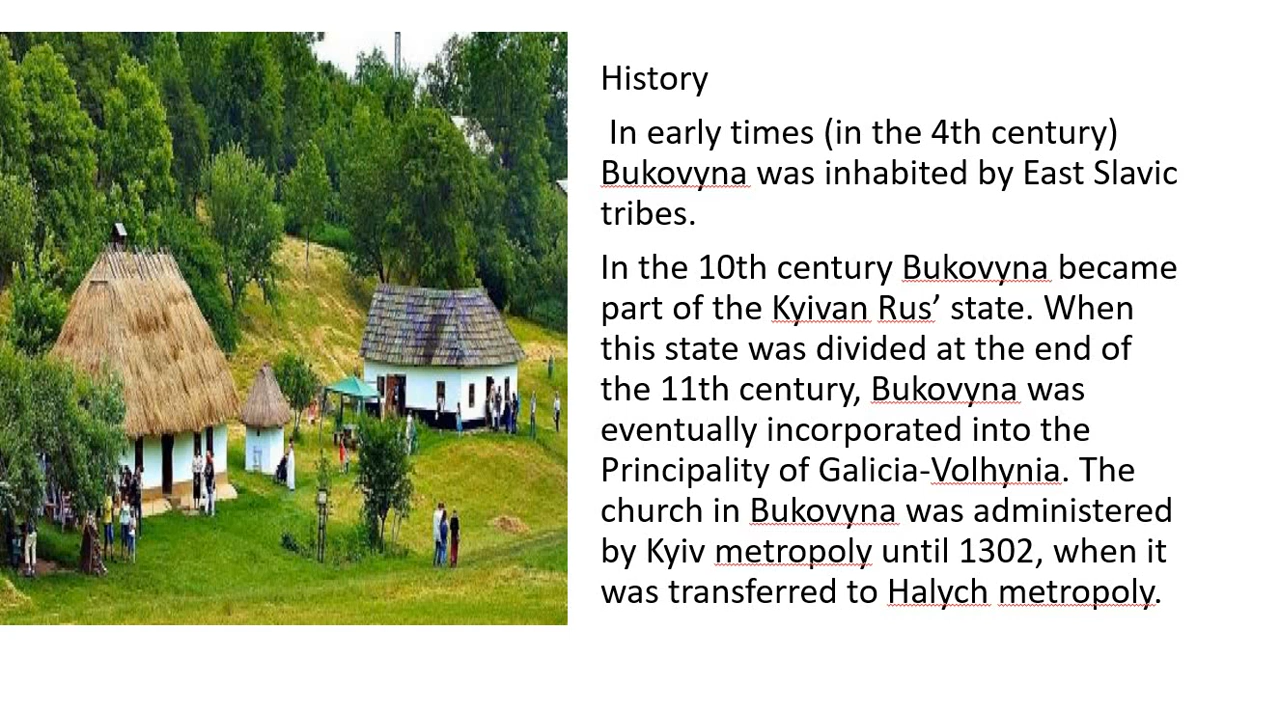 History
In early times (in the 4th century)
Bukovyna was inhabited by East Slavic
tribes.
In the 10th century Bukovyna became
part of the Kyivan Rus’ state. When
this state was divided at the end of
the 11th century, Bukovyna was
eventually incorporated into the
Principality of Galicia-Volhynia. The
church in Bukovyna was administered
by Kyiv metropoly until 1302, when it
was transferred to Halych metropoly.